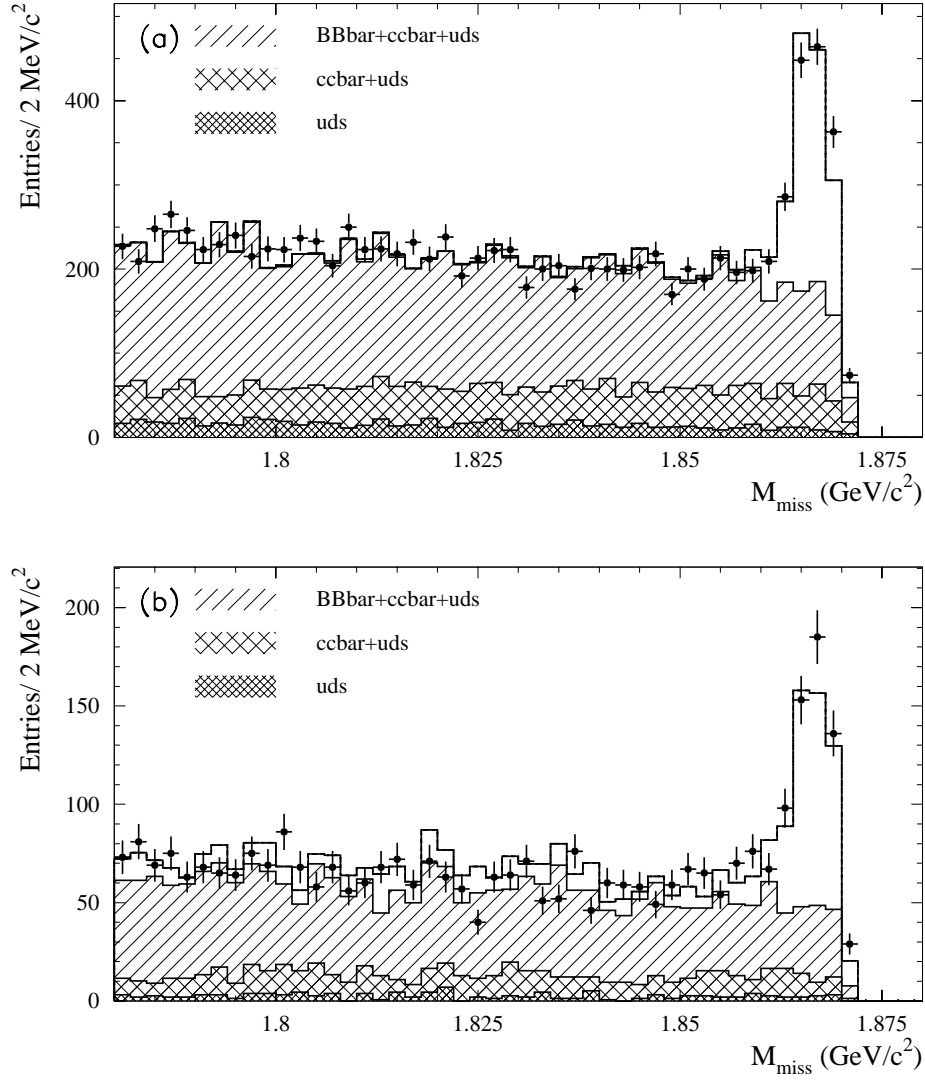 (a)
BBbar+ccbar+uds
ccbar+uds
uds
Entries/ 2 MeV/c²
400
200
0
1.8 1.825 1.85 1.875
M_miss (GeV/c²)
(b)
BBbar+ccbar+uds
ccbar+uds
uds
Entries/ 2 MeV/c²
200
150
100
50
0
1.8 1.825 1.85 1.875
M_miss (GeV/c²)